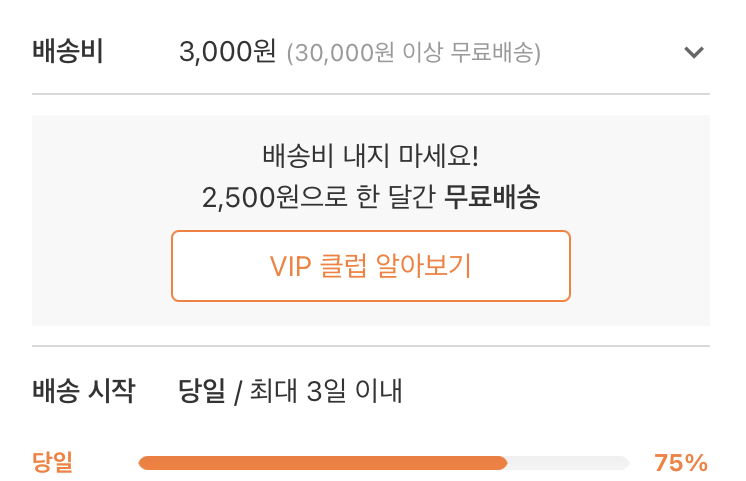 배송비 3,000원 (30,000원 이상 무료배송)
배송비 내지 마세요!
2,500원으로 한 달간 무료배송
VIP 클럽 알아보기
배송 시작 당일 / 최대 3일 이내
당일 75%